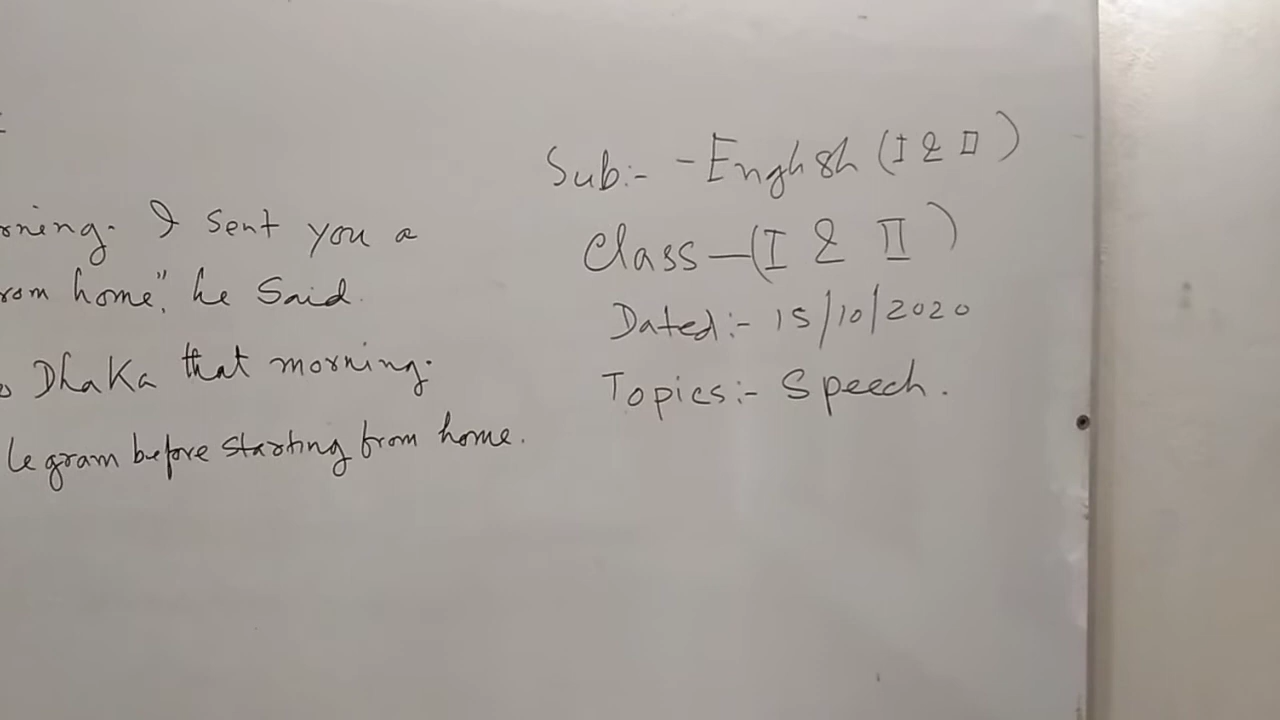 rning. I sent you a
rom home", he said.
Dhaka that morning.
legram before starting from home.
Sub:- - English (I & II)
Class - (I & II)
Dated:- 15/10/2020
Topics:- Speech.